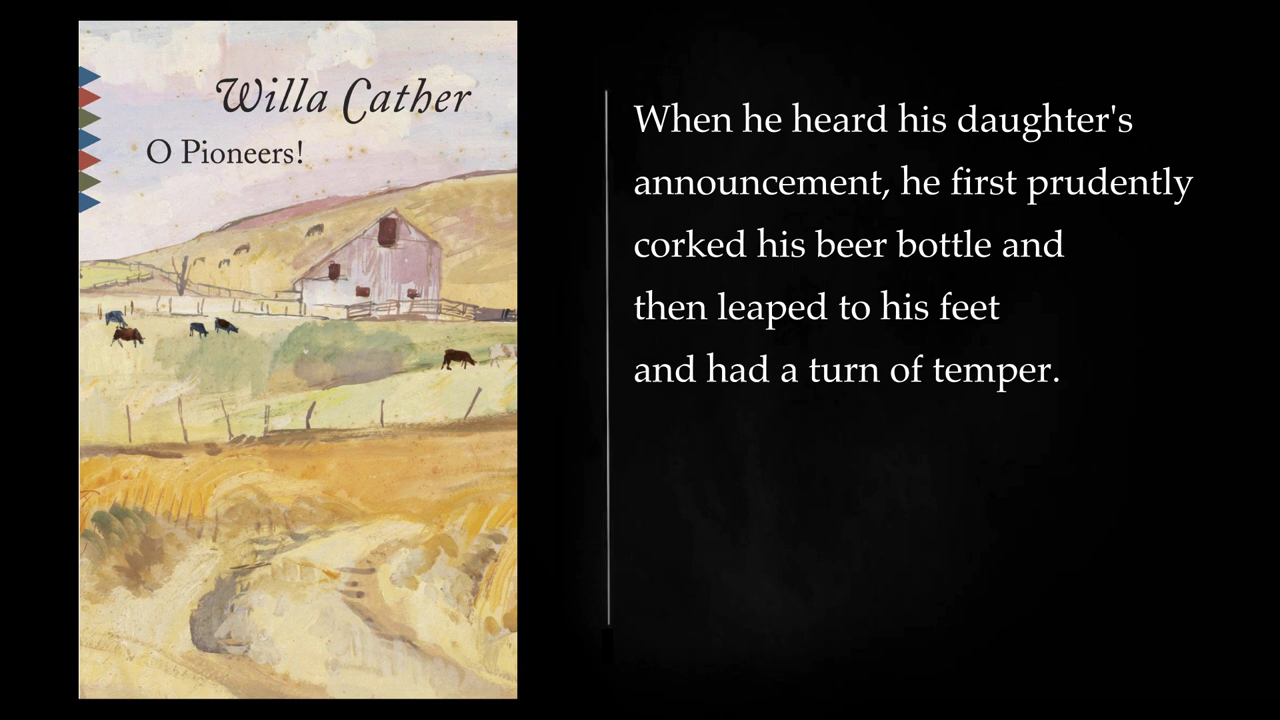 Willa Cather
O Pioneers!
When he heard his daughter's
announcement, he first prudently
corked his beer bottle and
then leaped to his feet
and had a turn of temper.